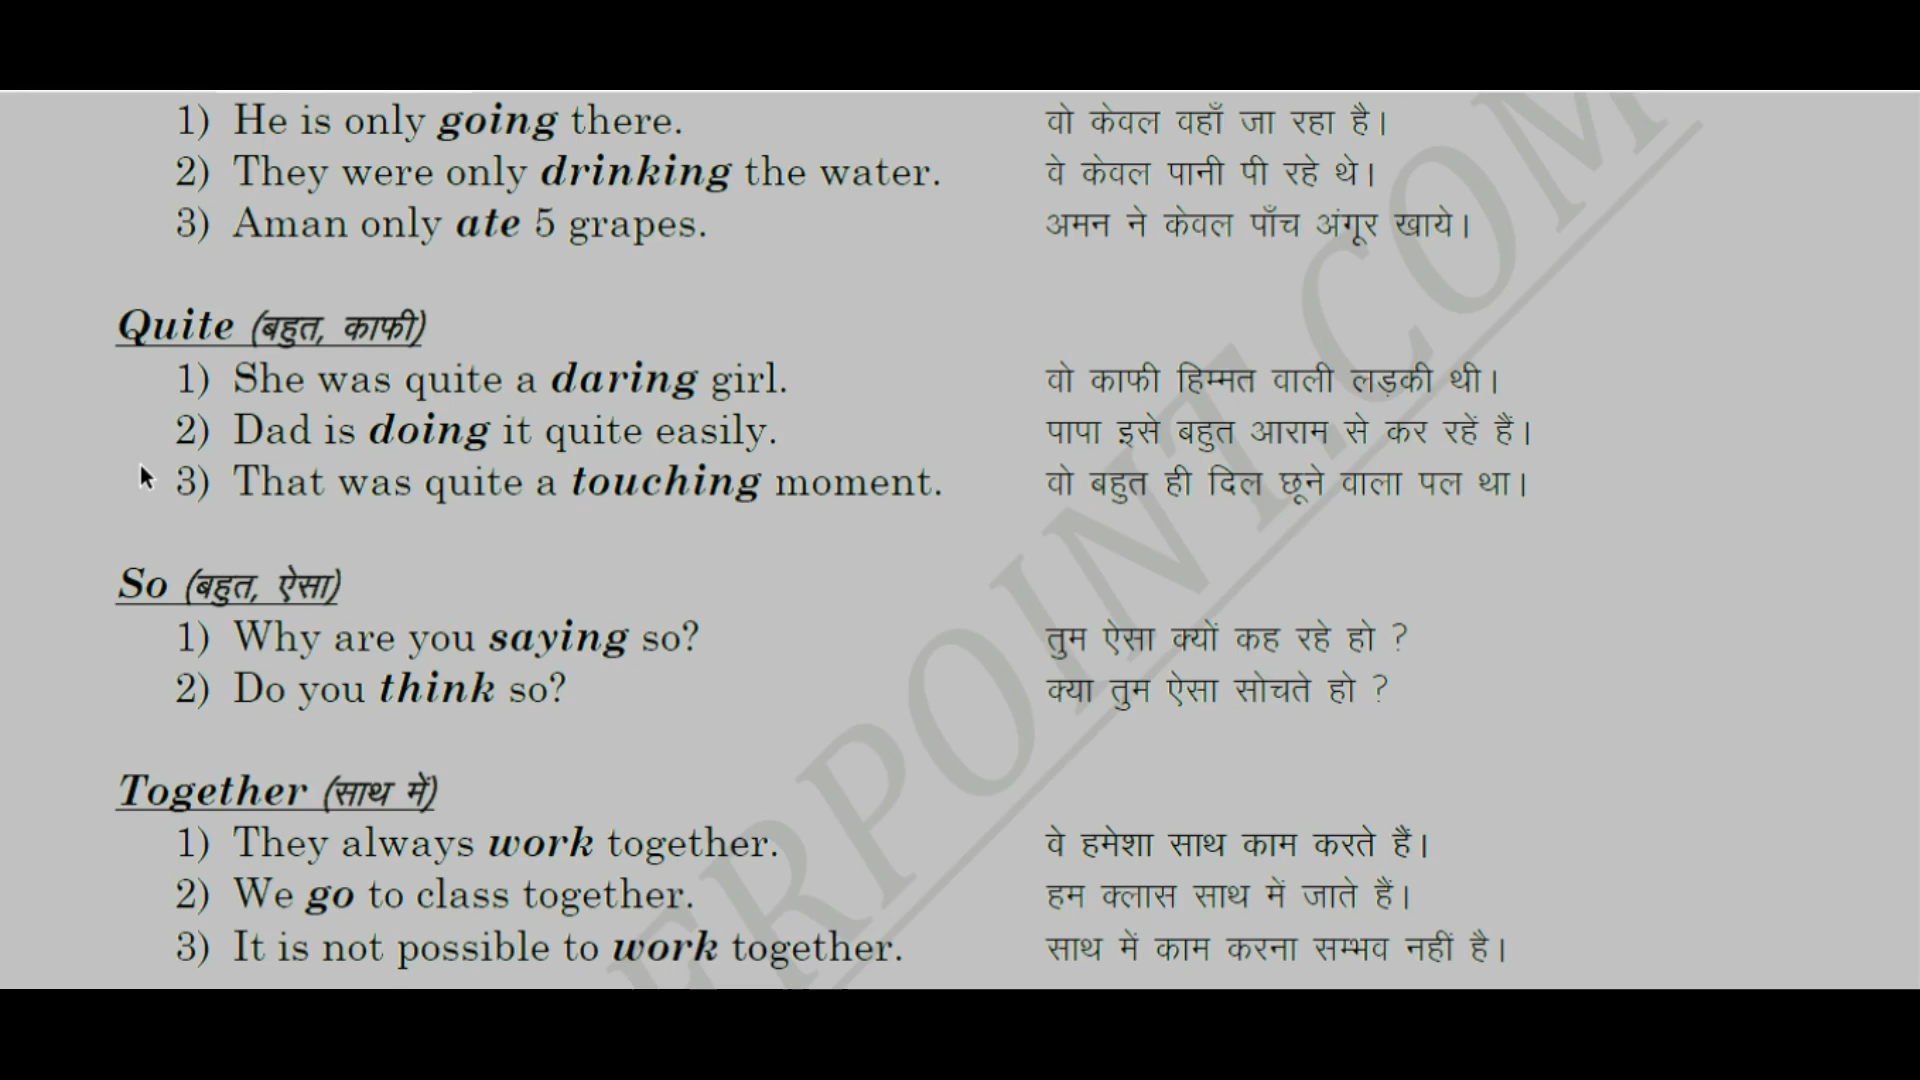 1) He is only going there. वो केवल वहाँ जा रहा है।
2) They were only drinking the water. वे केवल पानी पी रहे थे।
3) Aman only ate 5 grapes. अमन ने केवल पाँच अंगूर खाये।
Quite (बहुत, काफी)
1) She was quite a daring girl. वो काफी हिम्मत वाली लड़की थी।
2) Dad is doing it quite easily. पापा इसे बहुत आराम से कर रहें हैं।
3) That was quite a touching moment. वो बहुत ही दिल छूने वाला पल था।
So (बहुत, ऐसा)
1) Why are you saying so? तुम ऐसा क्यों कह रहे हो ?
2) Do you think so? क्या तुम ऐसा सोचते हो ?
Together (साथ में)
1) They always work together. वे हमेशा साथ काम करते हैं।
2) We go to class together. हम क्लास साथ में जाते हैं।
3) It is not possible to work together. साथ में काम करना सम्भव नहीं है।
ERPOINT.COM